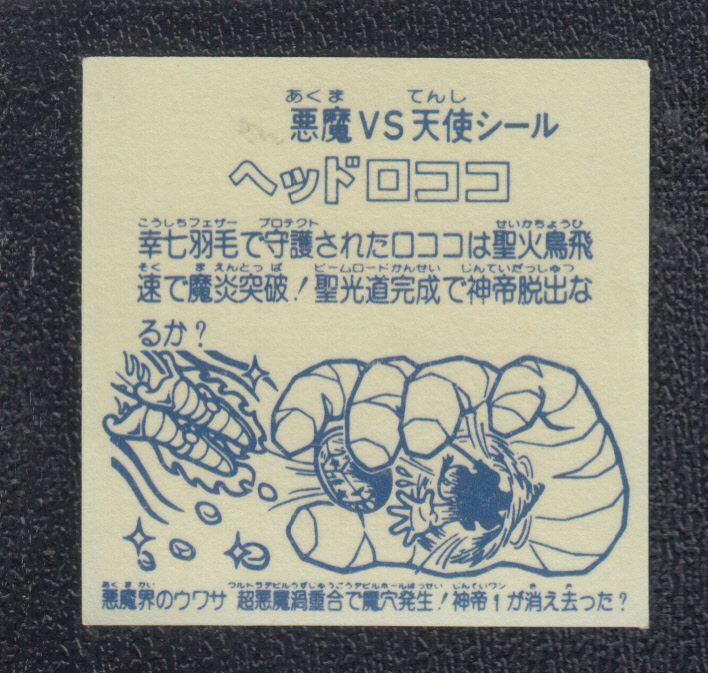 あくま てんし
悪魔VS天使シール
ヘッドロココ
こうしちフェザー プロテクト せいかちょうひ
幸七羽毛で守護されたロココは聖火鳥飛
そく まえんとっぱ ビームロードかんせい じんていだっしゅつ
速で魔炎突破!聖光道完成で神帝脱出な
るか?
あくまかい ウルトラデビルうずじゅうごうデビルホールはっせい しんていワン き さ
悪魔界のウワサ 超悪魔渦重合で魔穴発生!神帝1が消え去った?